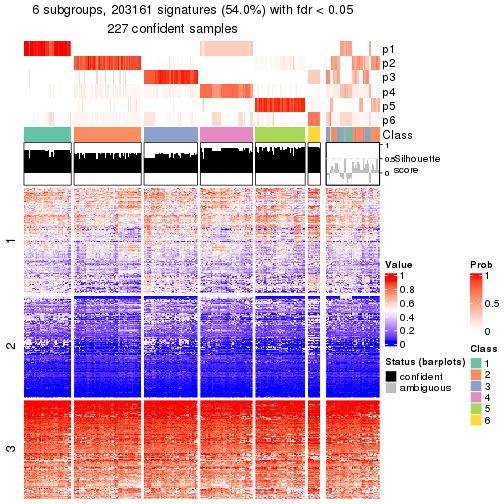 6 subgroups, 203161 signatures (54.0%) with fdr < 0.05
227 confident samples
p1
p2
p3
p4
p5
p6
Class
1
0.5
0
Silhouette
score
1
2
3
Value
1
0.8
0.6
0.4
0.2
0
Prob
1
0.5
0
Status (barplots)
confident
ambiguous
Class
1
2
3
4
5
6